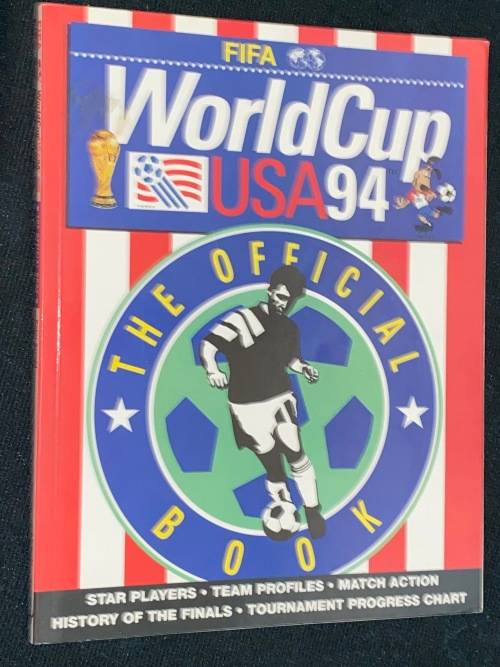 FIFA
WorldCup
USA94
THE OFFICIAL
BOOK
STAR PLAYERS • TEAM PROFILES • MATCH ACTION
HISTORY OF THE FINALS • TOURNAMENT PROGRESS CHART